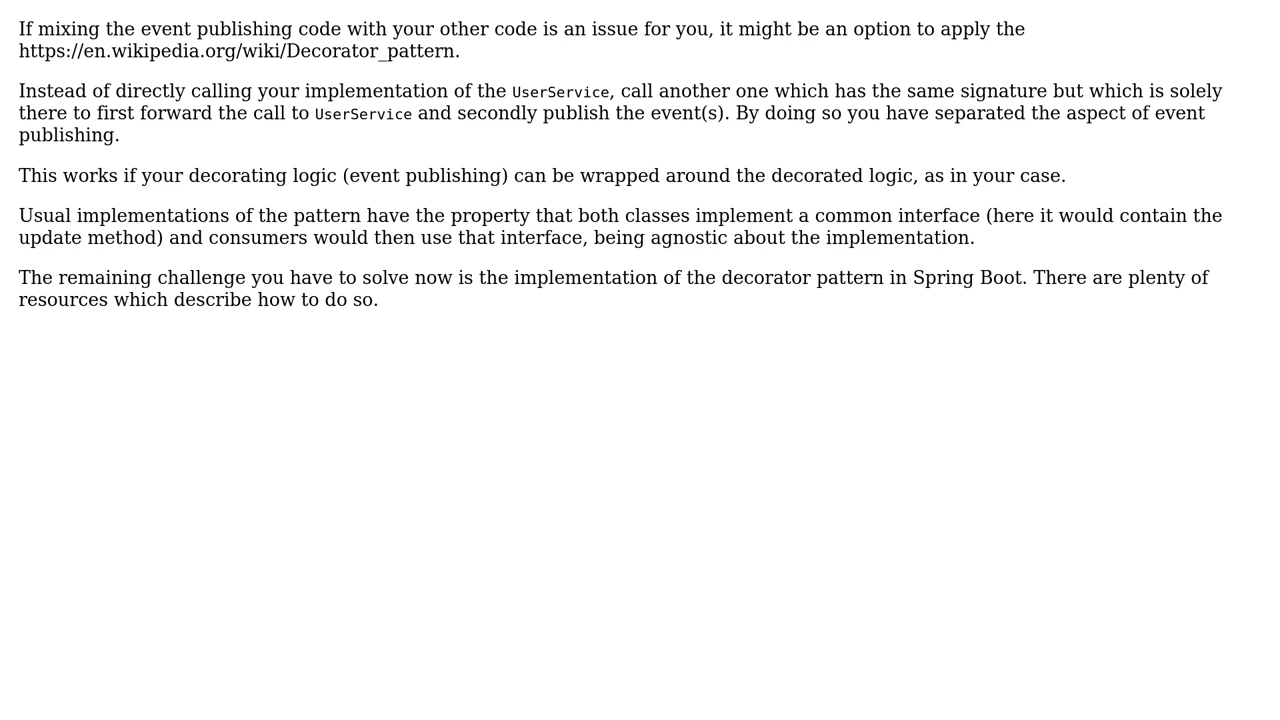 If mixing the event publishing code with your other code is an issue for you, it might be an option to apply the
https://en.wikipedia.org/wiki/Decorator_pattern.
Instead of directly calling your implementation of the UserService, call another one which has the same signature but which is solely
there to first forward the call to UserService and secondly publish the event(s). By doing so you have separated the aspect of event
publishing.
This works if your decorating logic (event publishing) can be wrapped around the decorated logic, as in your case.
Usual implementations of the pattern have the property that both classes implement a common interface (here it would contain the
update method) and consumers would then use that interface, being agnostic about the implementation.
The remaining challenge you have to solve now is the implementation of the decorator pattern in Spring Boot. There are plenty of
resources which describe how to do so.